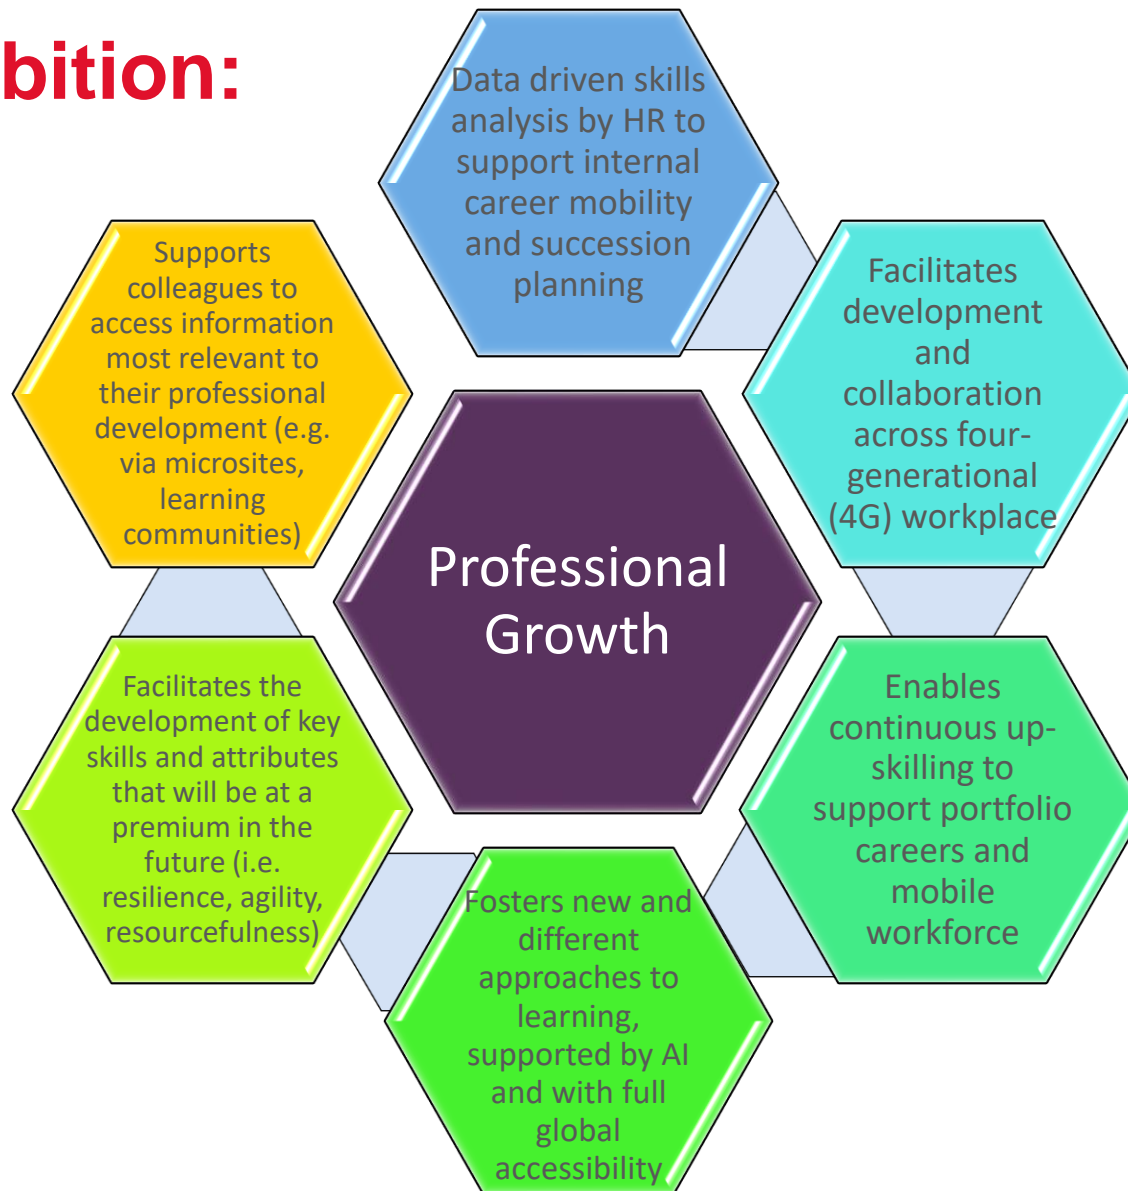 bition:
Data driven skills
analysis by HR to
support internal
career mobility
and succession
planning
Facilitates
development
and
collaboration
across four-
generational
(4G) workplace
Enables
continuous up-
skilling to
support portfolio
careers and
mobile
workforce
Fosters new and
different
approaches to
learning,
supported by AI
and with full
global
accessibility
Facilitates the
development of key
skills and attributes
that will be at a
premium in the
future (i.e.
resilience, agility,
resourcefulness)
Supports
colleagues to
access information
most relevant to
their professional
development (e.g.
via microsites,
learning
communities)
Professional
Growth